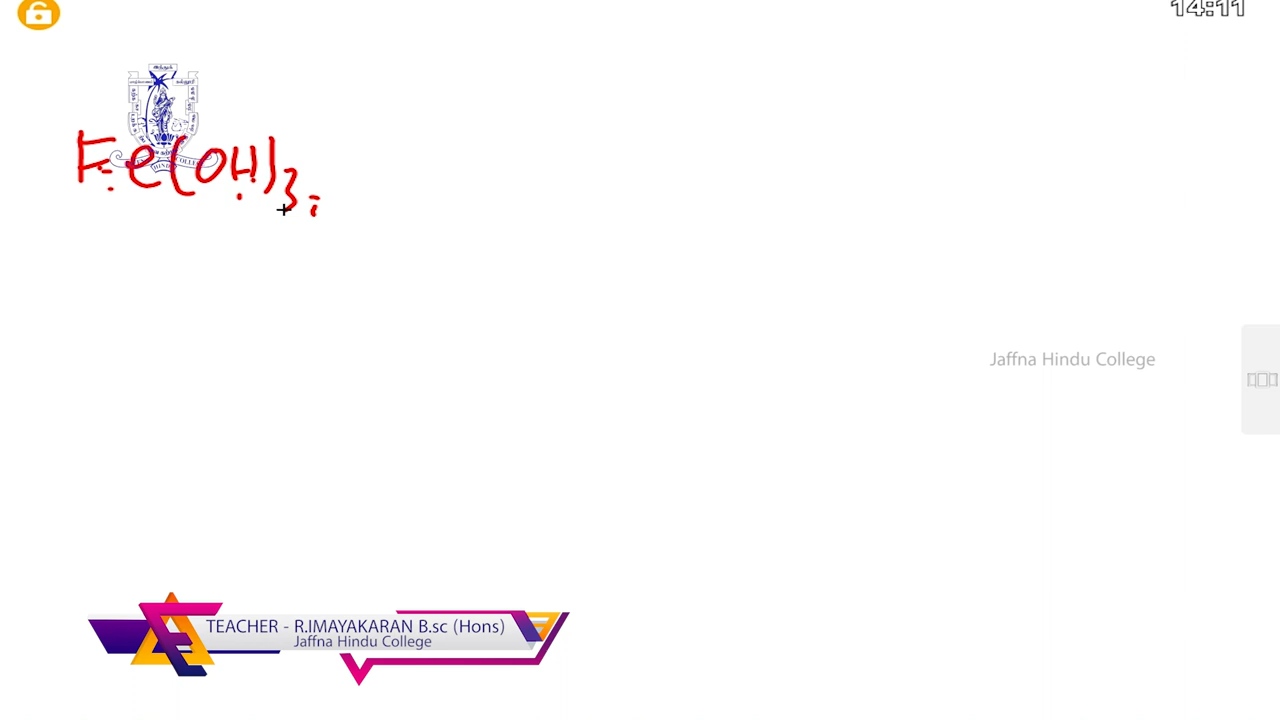 14:11
Fe(OH)3
Jaffna Hindu College
TEACHER - R.IMAYAKARAN B.sc (Hons)
Jaffna Hindu College